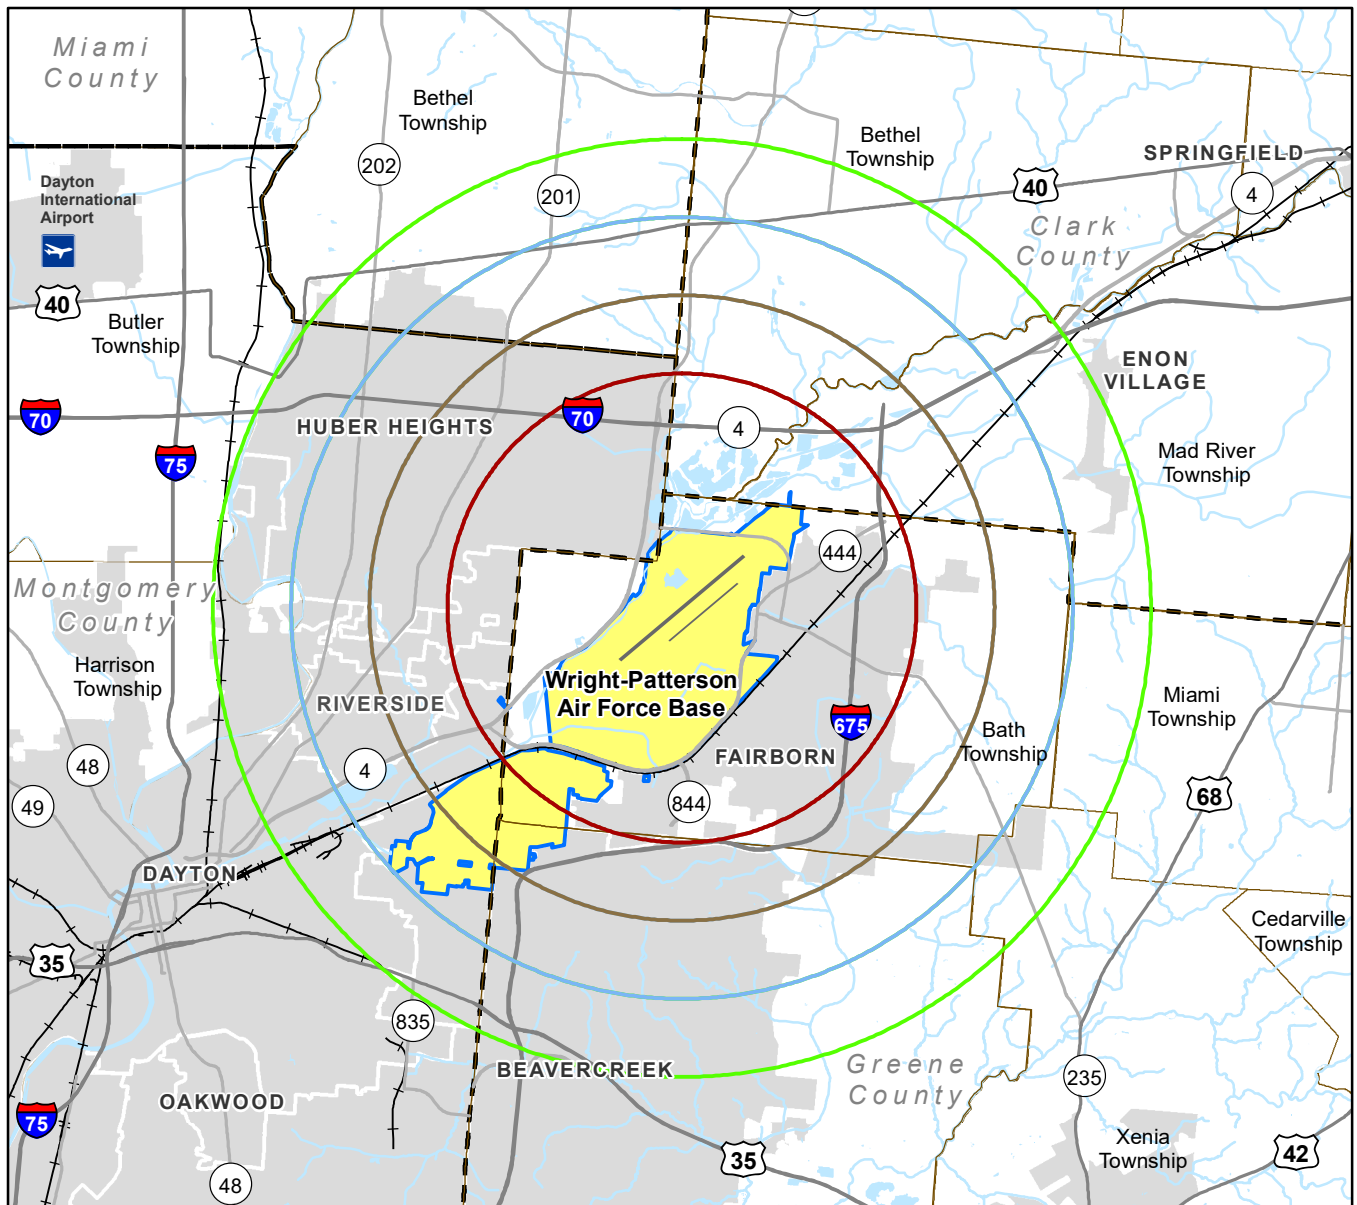 Miami
County
Bethel
Township
Bethel
Township
SPRINGFIELD
202
201
40
4
Dayton
International
Airport
Clark
County
40
Butler
Township
ENON
VILLAGE
70
70
HUBER HEIGHTS
4
75
Mad River
Township
444
Montgomery
County
Harrison
Township
Wright-Patterson
Air Force Base
RIVERSIDE
675
Miami
Township
Bath
Township
FAIRBORN
48
4
68
49
844
DAYTON
Cedarville
Township
35
835
BEAVERCREEK
Greene
County
235
OAKWOOD
75
Xenia
Township
35
42
48